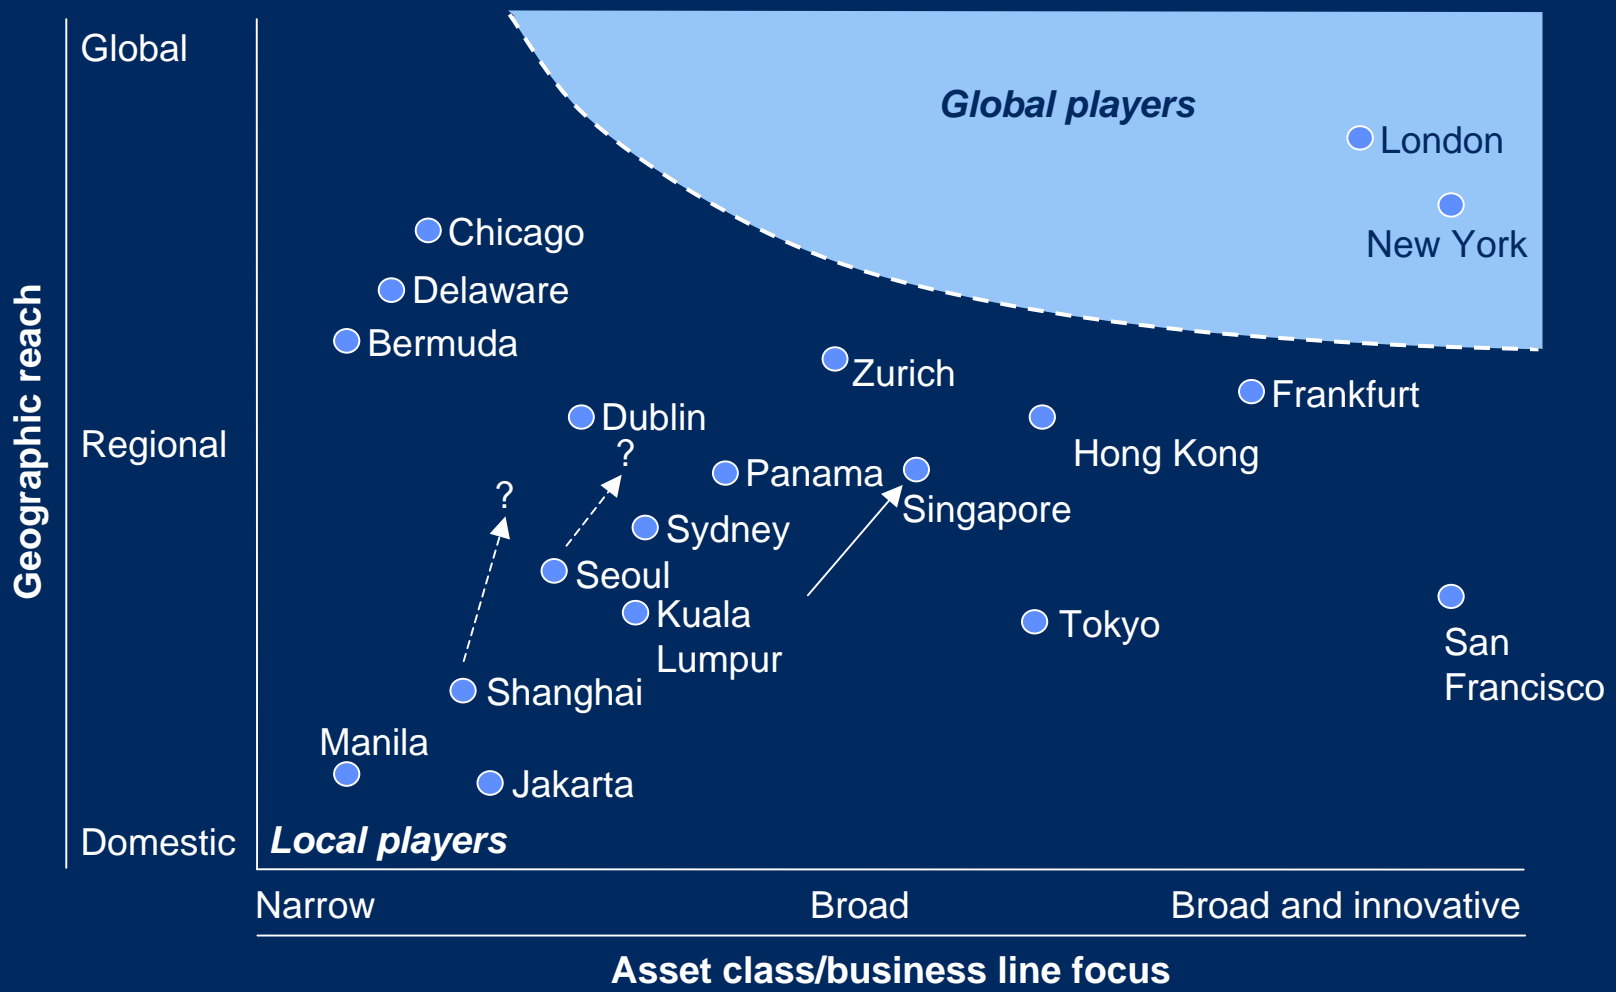 Global
Global players
London
New York
Chicago
Delaware
Bermuda
Zurich
Frankfurt
Dublin
Geographic reach
Regional
?
Hong Kong
Panama
?
Singapore
Sydney
Seoul
Kuala
Lumpur
Tokyo
San
Francisco
Shanghai
Manila
Jakarta
Domestic
Local players
Narrow
Broad
Broad and innovative
Asset class/business line focus